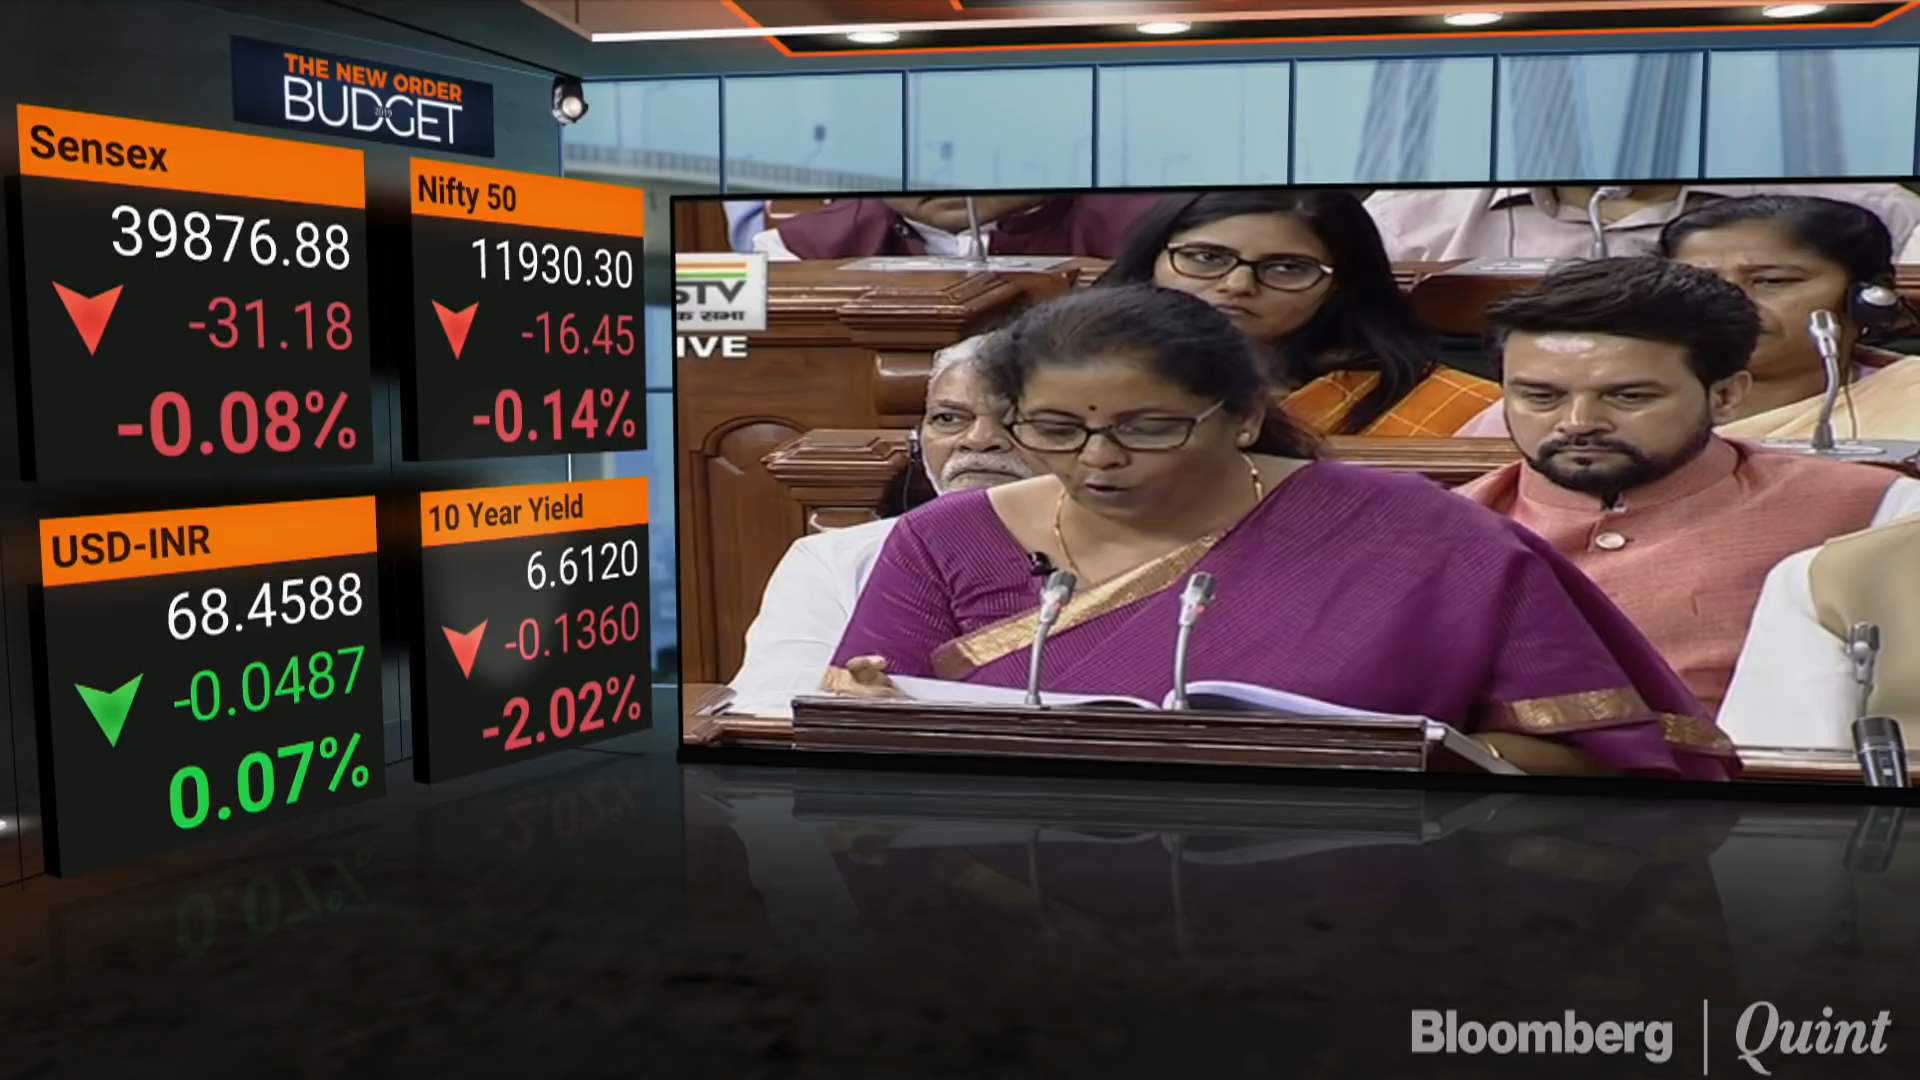 THE NEW ORDER
BUDGET
2019
Sensex
39876.88
-31.18
-0.08%
Nifty 50
11930.30
-16.45
-0.14%
USD-INR
68.4588
-0.0487
0.07%
10 Year Yield
6.6120
-0.1360
-2.02%
STV
क सभा
IVE
Bloomberg | Quint